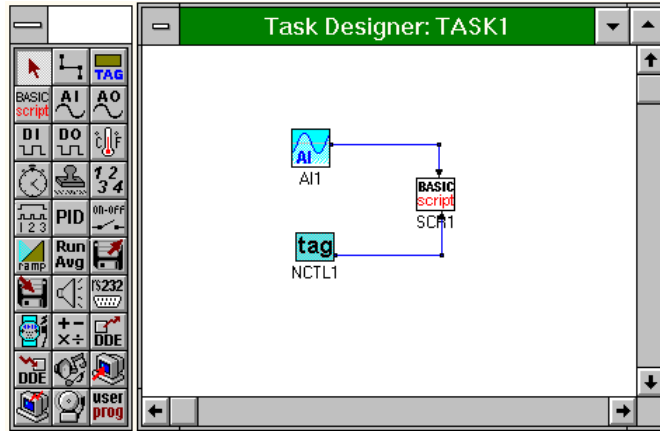 Task Designer: TASK1
TAG
BASIC script AI AO
DI DO °C °F
1 2 3 4
1 2 3 PID on-off
ramp Run Avg
RS232
+ - × ÷ DDE
DDE
user prog
AI
AI1
BASIC
script
SCR1
tag
NCTL1